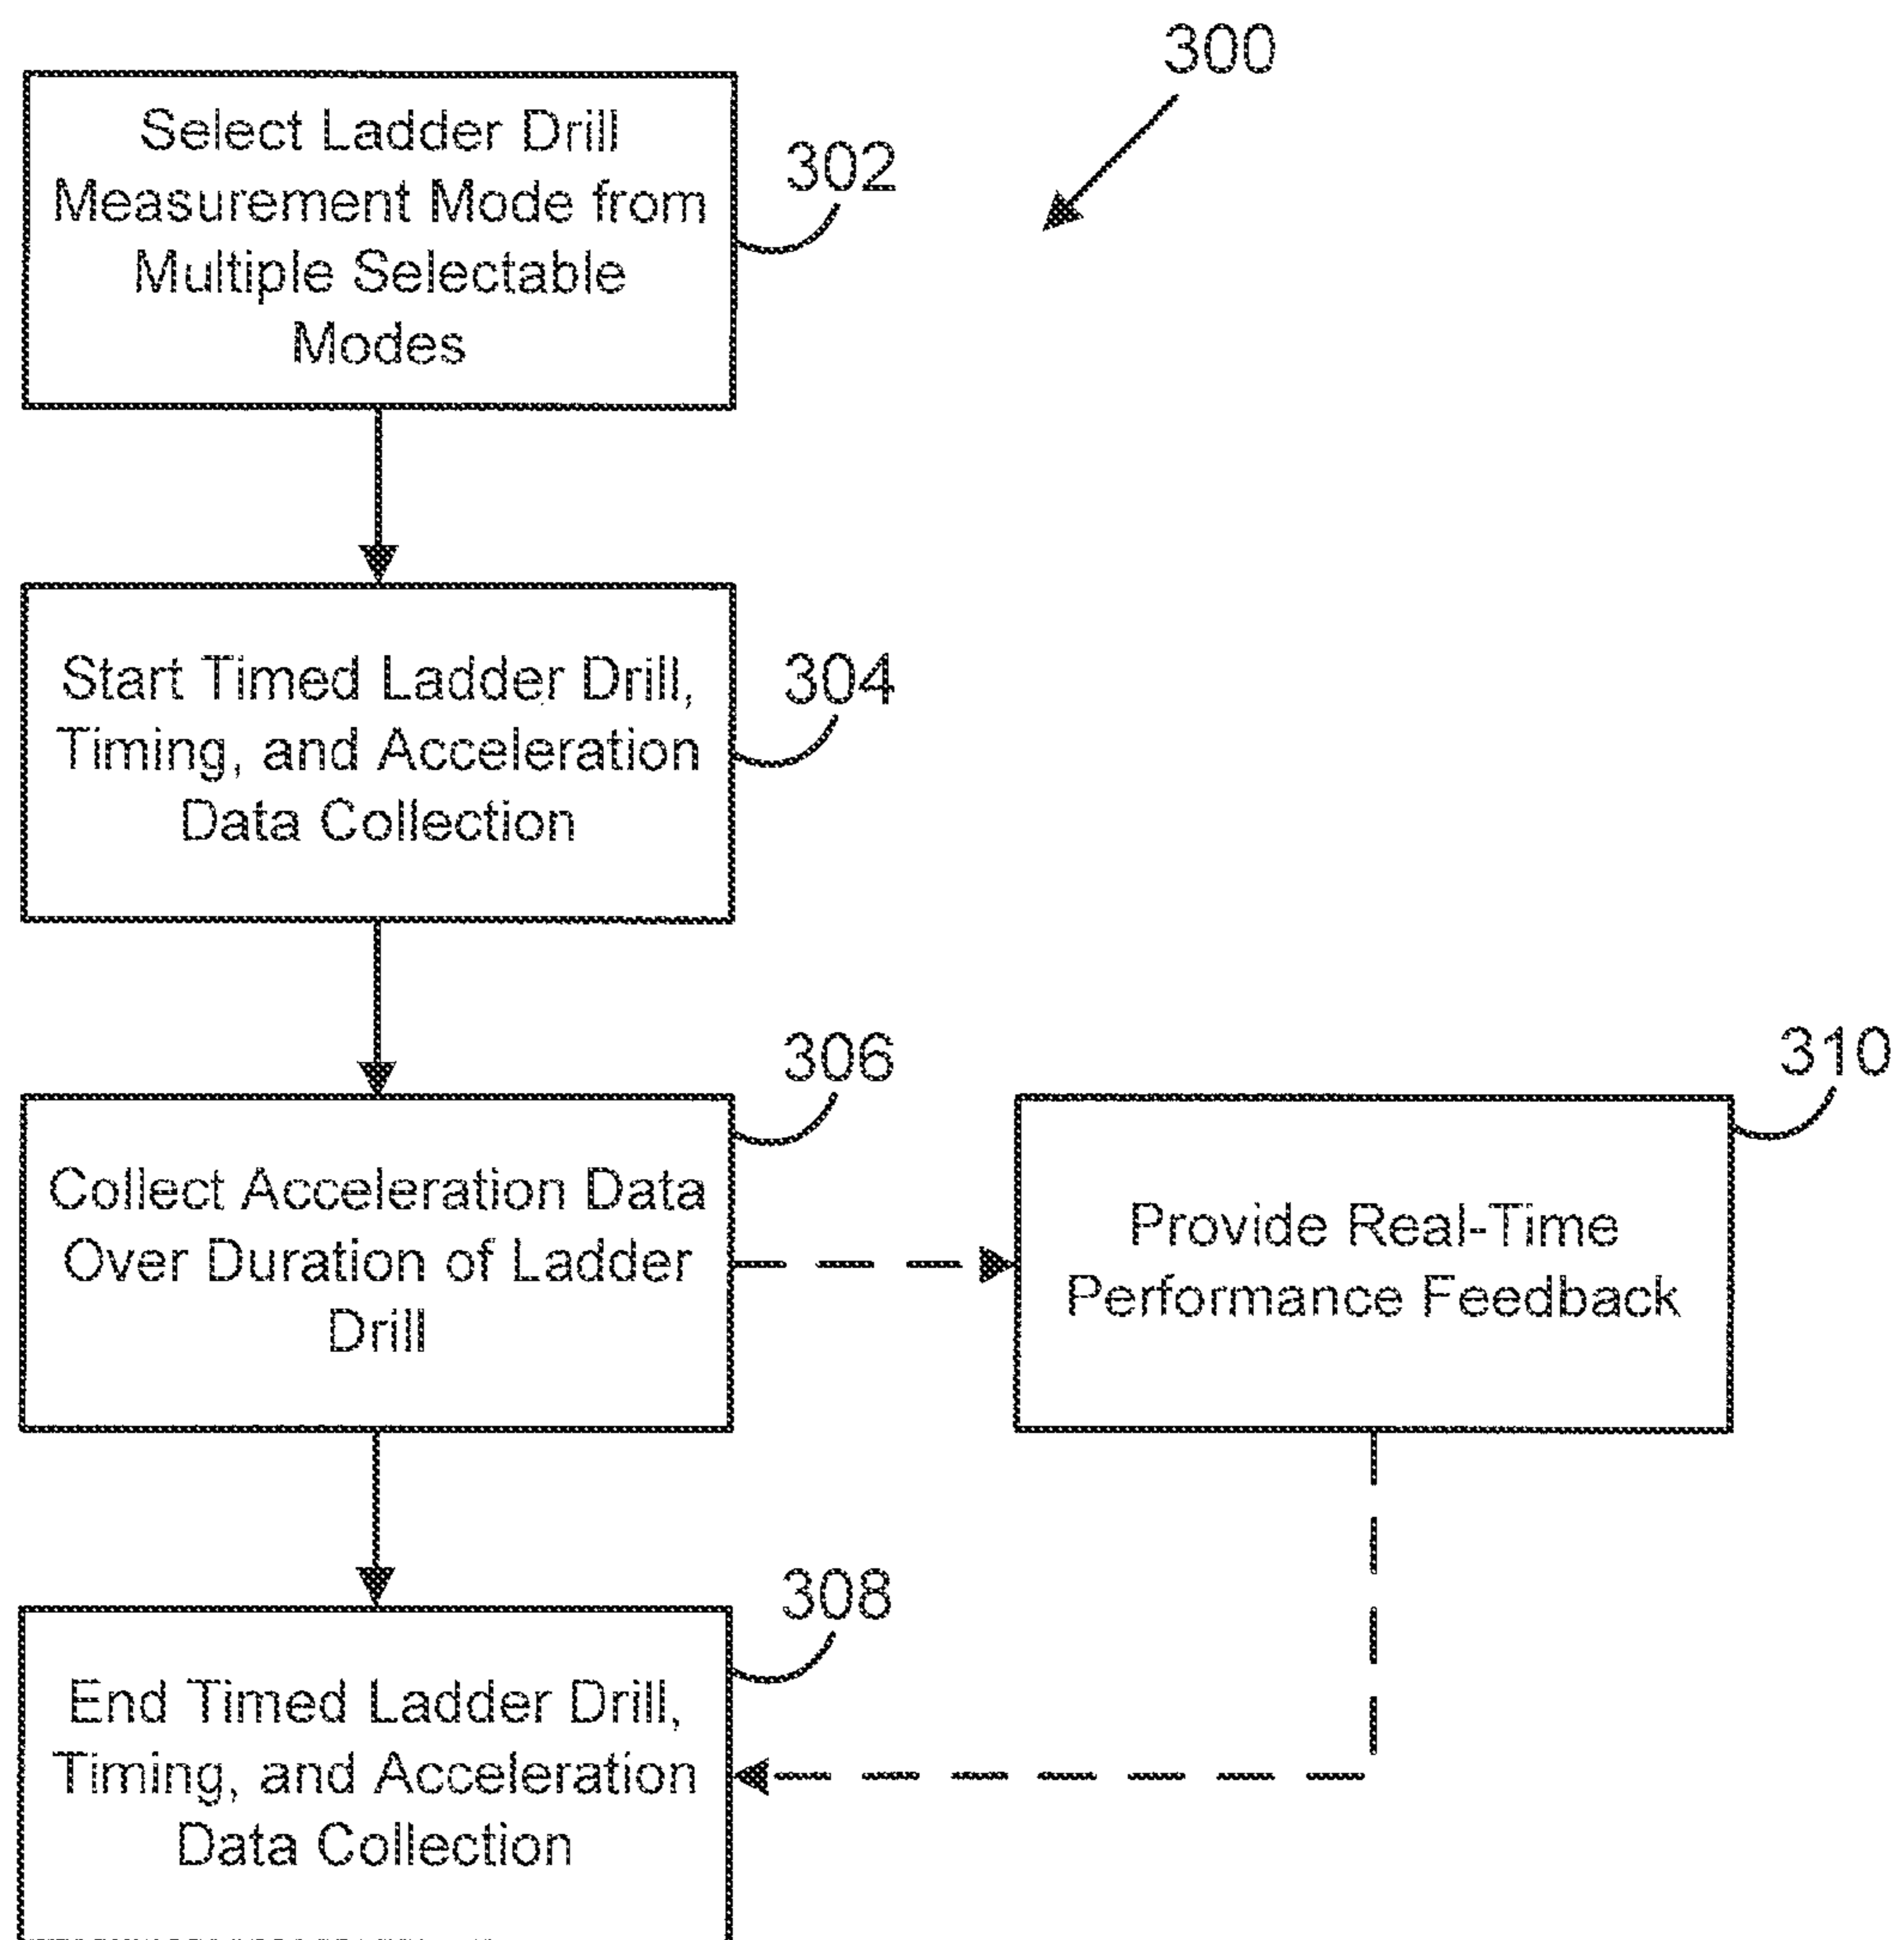 300
Select Ladder Drill
Measurement Mode from
Multiple Selectable
Modes
302
Start Timed Ladder Drill,
Timing, and Acceleration
Data Collection
304
Collect Acceleration Data
Over Duration of Ladder
Drill
306
Provide Real-Time
Performance Feedback
310
End Timed Ladder Drill,
Timing, and Acceleration
Data Collection
308